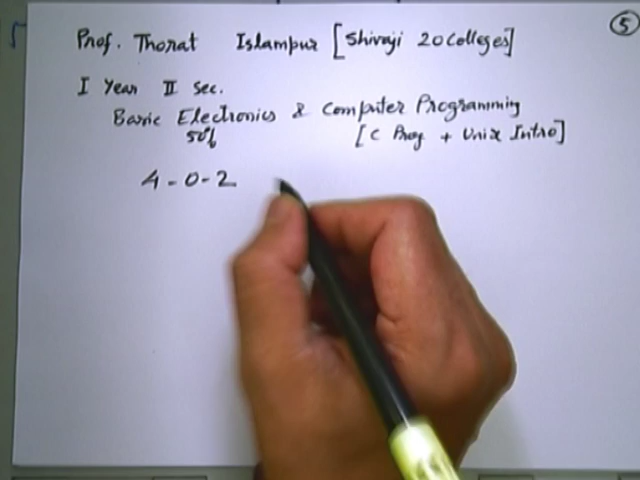 5
Prof. Thorat Islampur [Shivaji 20 Colleges]
I Year II Sec.
Basic Electronics & Computer Programming
50% [C Prog + Unix Intro]
4-0-2